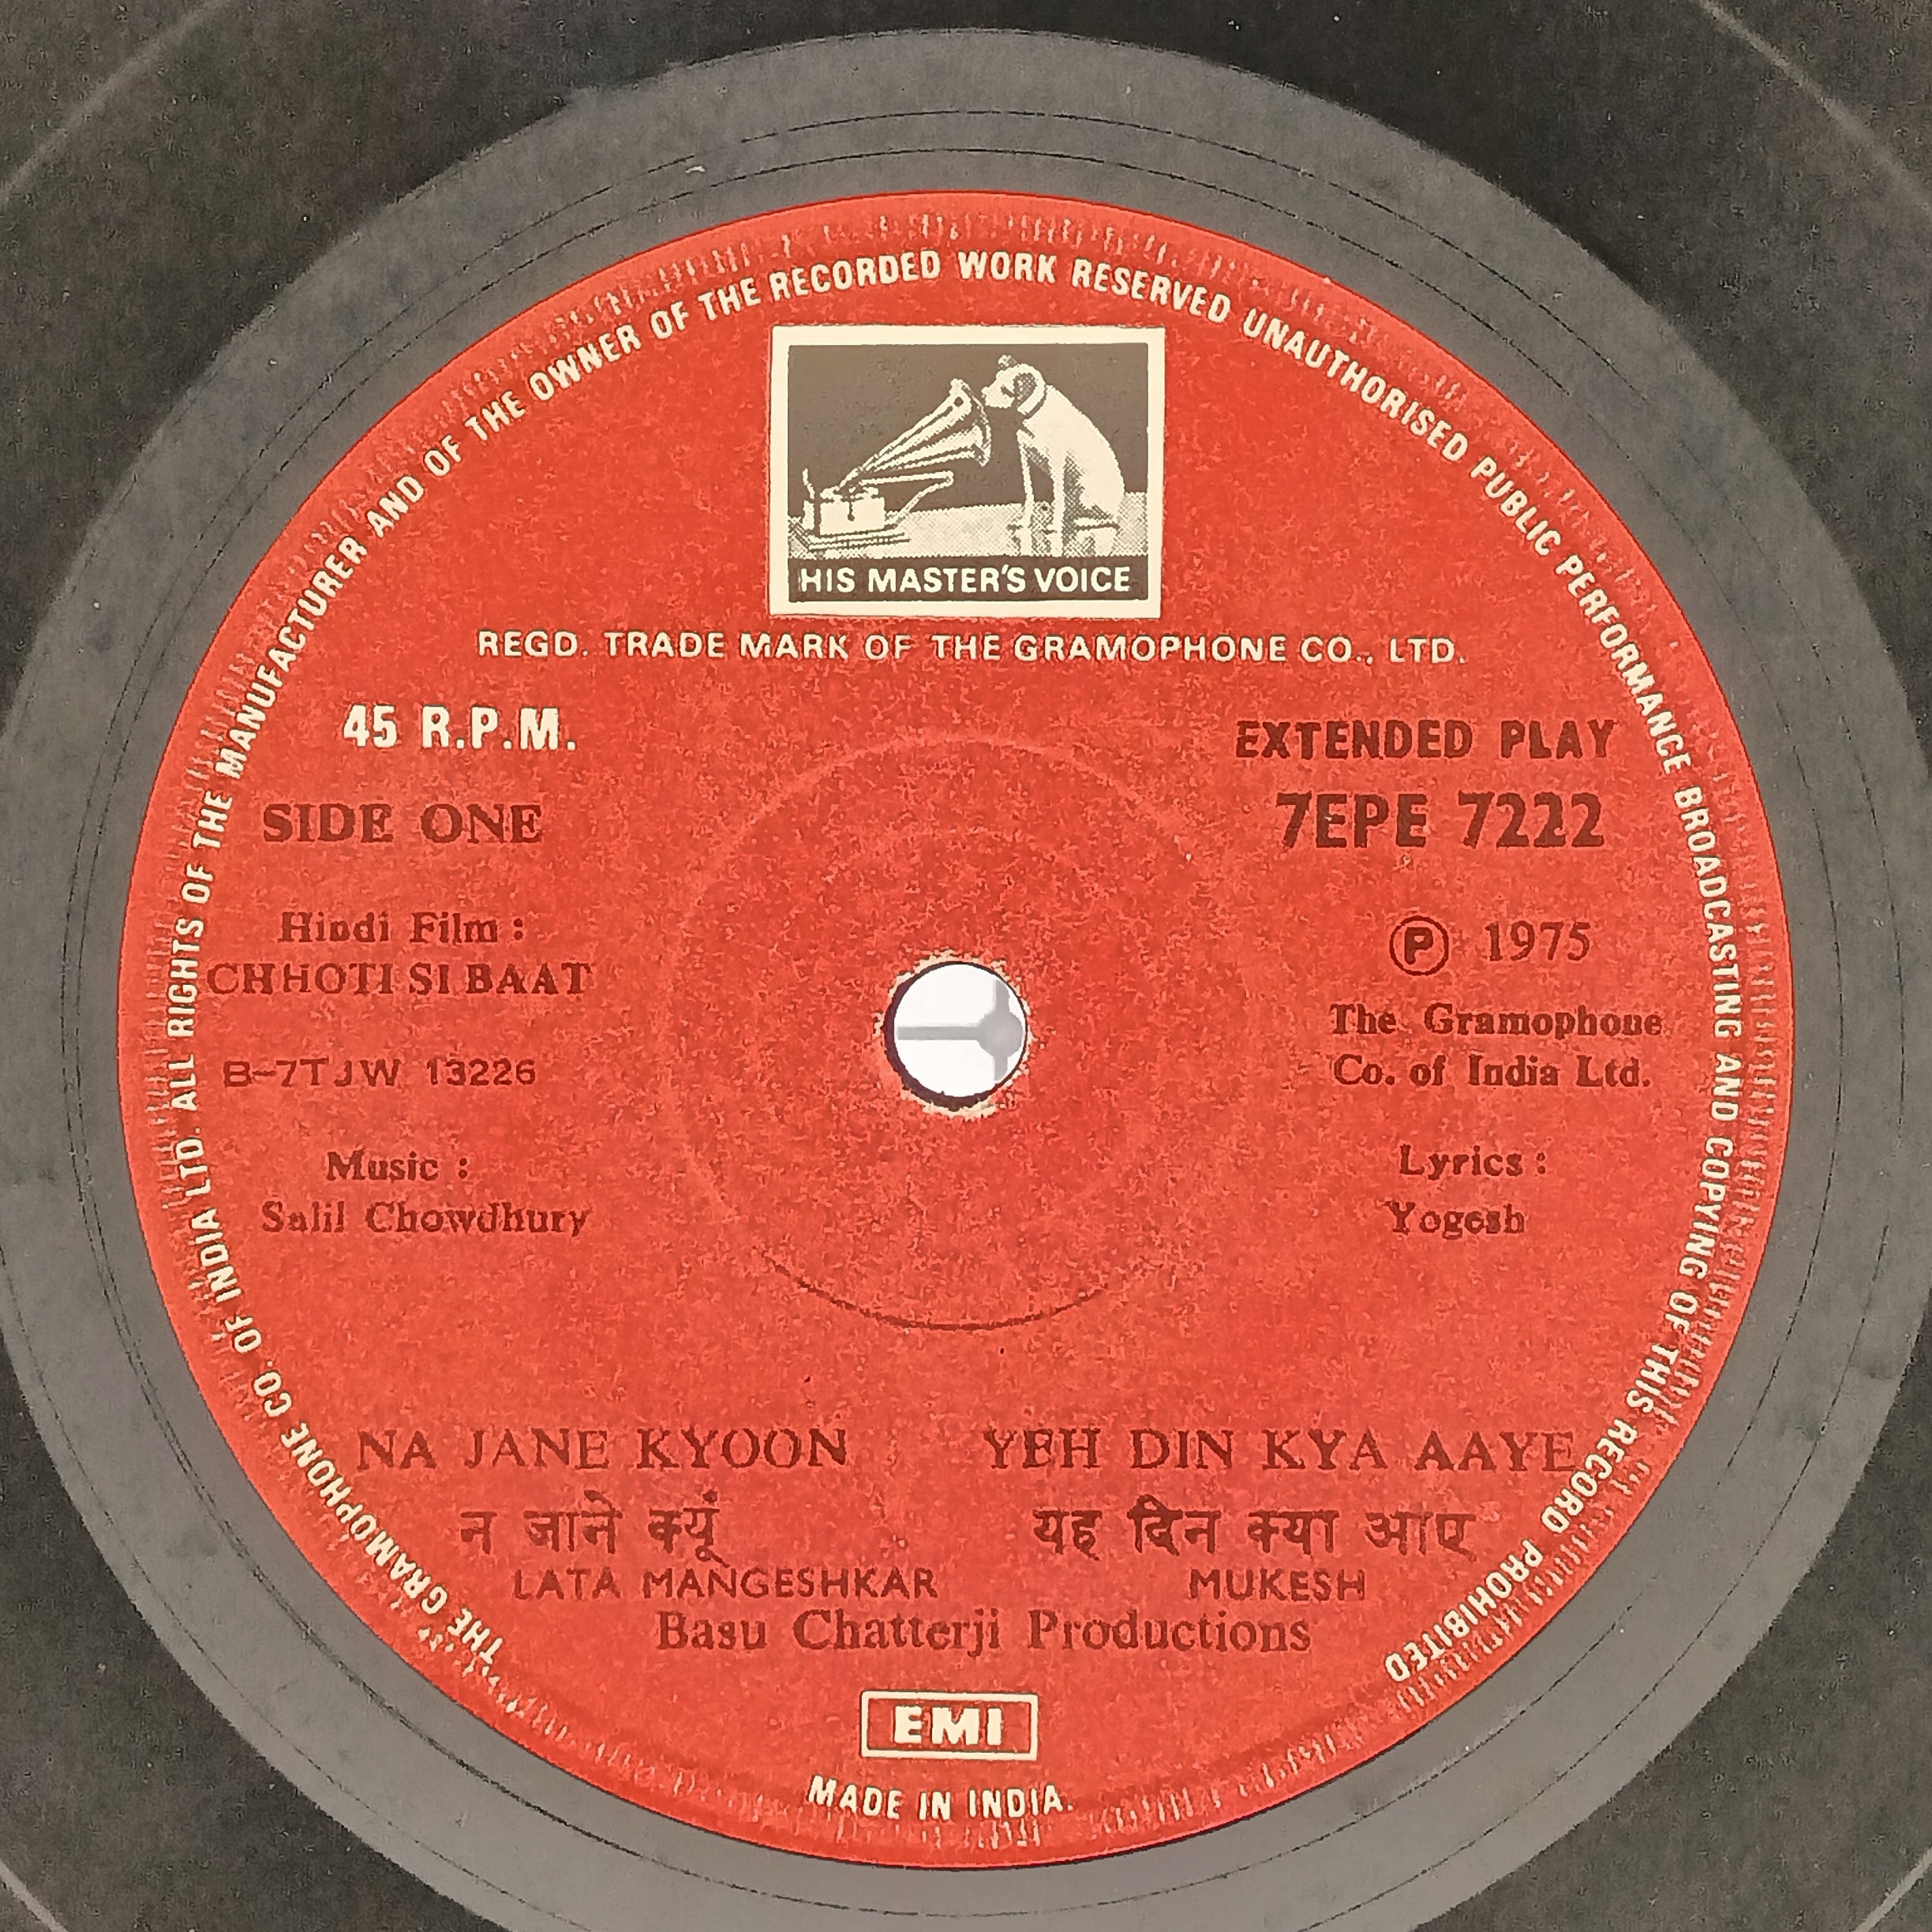 THE GRAMOPHONE CO. OF INDIA LTD. ALL RIGHTS OF THE MANUFACTURER AND OF THE OWNER OF THE RECORDED WORK RESERVED UNAUTHORISED PUBLIC PERFORMANCE BROADCASTING AND COPYING OF THIS RECORD PROHIBITED
HIS MASTER'S VOICE
REGD. TRADE MARK OF THE GRAMOPHONE CO., LTD.
45 R.P.M.
EXTENDED PLAY
SIDE ONE
7EPE 7222
Hindi Film :
CHHOTI SI BAAT
Ⓟ 1975
The Gramophone
Co. of India Ltd.
B-7TJW 13226
Music :
Salil Chowdhury
Lyrics :
Yogesh
NA JANE KYOON
न जाने क्यूँ
LATA MANGESHKAR
YEH DIN KYA AAYE
यह दिन क्या आए
MUKESH
Basu Chatterji Productions
EMI
MADE IN INDIA.